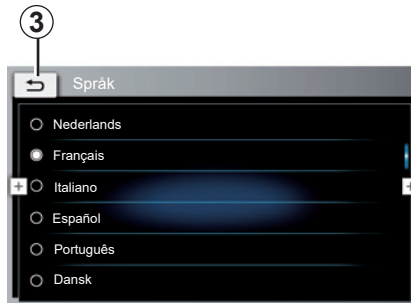 3
Språk
Nederlands
Français
Italiano
Español
Português
Dansk